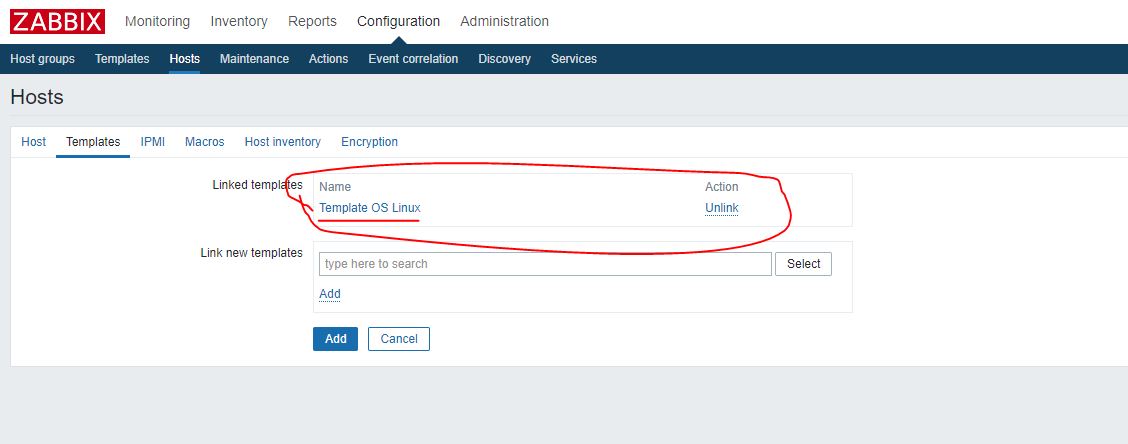 ZABBIX Monitoring Inventory Reports Configuration Administration
Host groups Templates Hosts Maintenance Actions Event correlation Discovery Services
Hosts
Host Templates IPMI Macros Host inventory Encryption
Linked templates Name Action
Template OS Linux Unlink
Link new templates type here to search Select
Add
Add Cancel